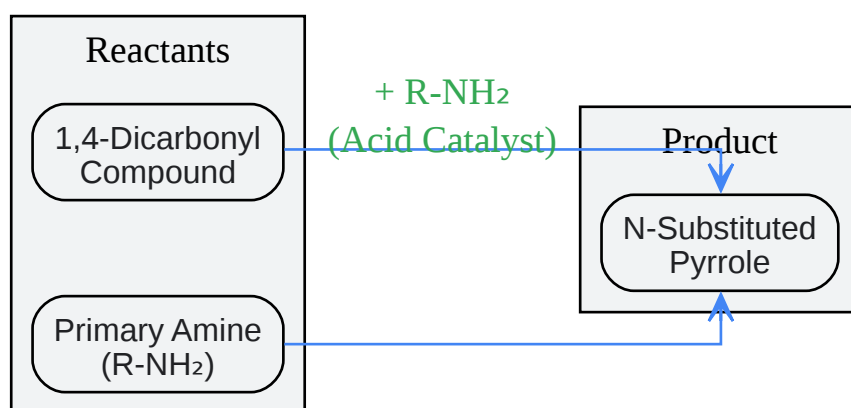 Reactants
1,4-Dicarbonyl
Compound
Primary Amine
(R-NH₂)
+ R-NH₂
(Acid Catalyst)
Product
N-Substituted
Pyrrole